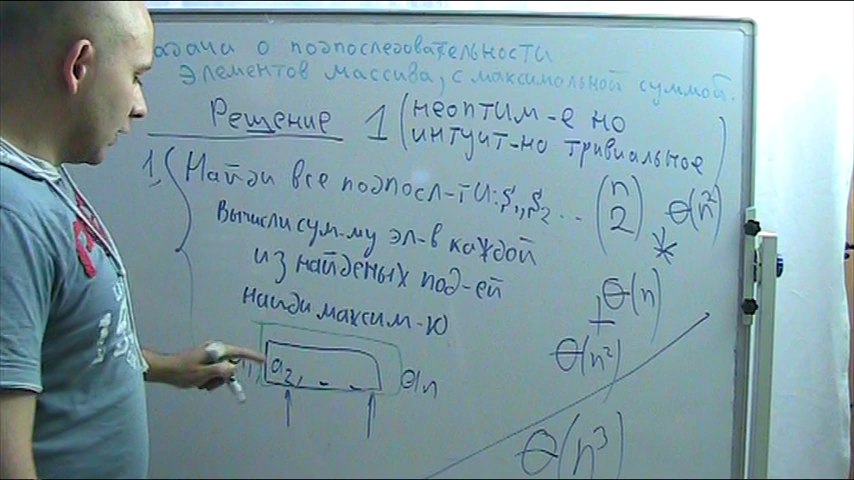 адача о подпоследовательности
элементов массива, с максимальной суммой.
Решение 1 (неоптим-е но
интуит-но тривиальное)
1. Найди все подпосл-ти: S1, S2 .. (n 2) Θ(n²)
Вычисли сум-му эл-в каждой
из найденых под-ей
*
Θ(n)
найди максим-ю
+
Θ(n²)
a2, - - an
Θ(n³)